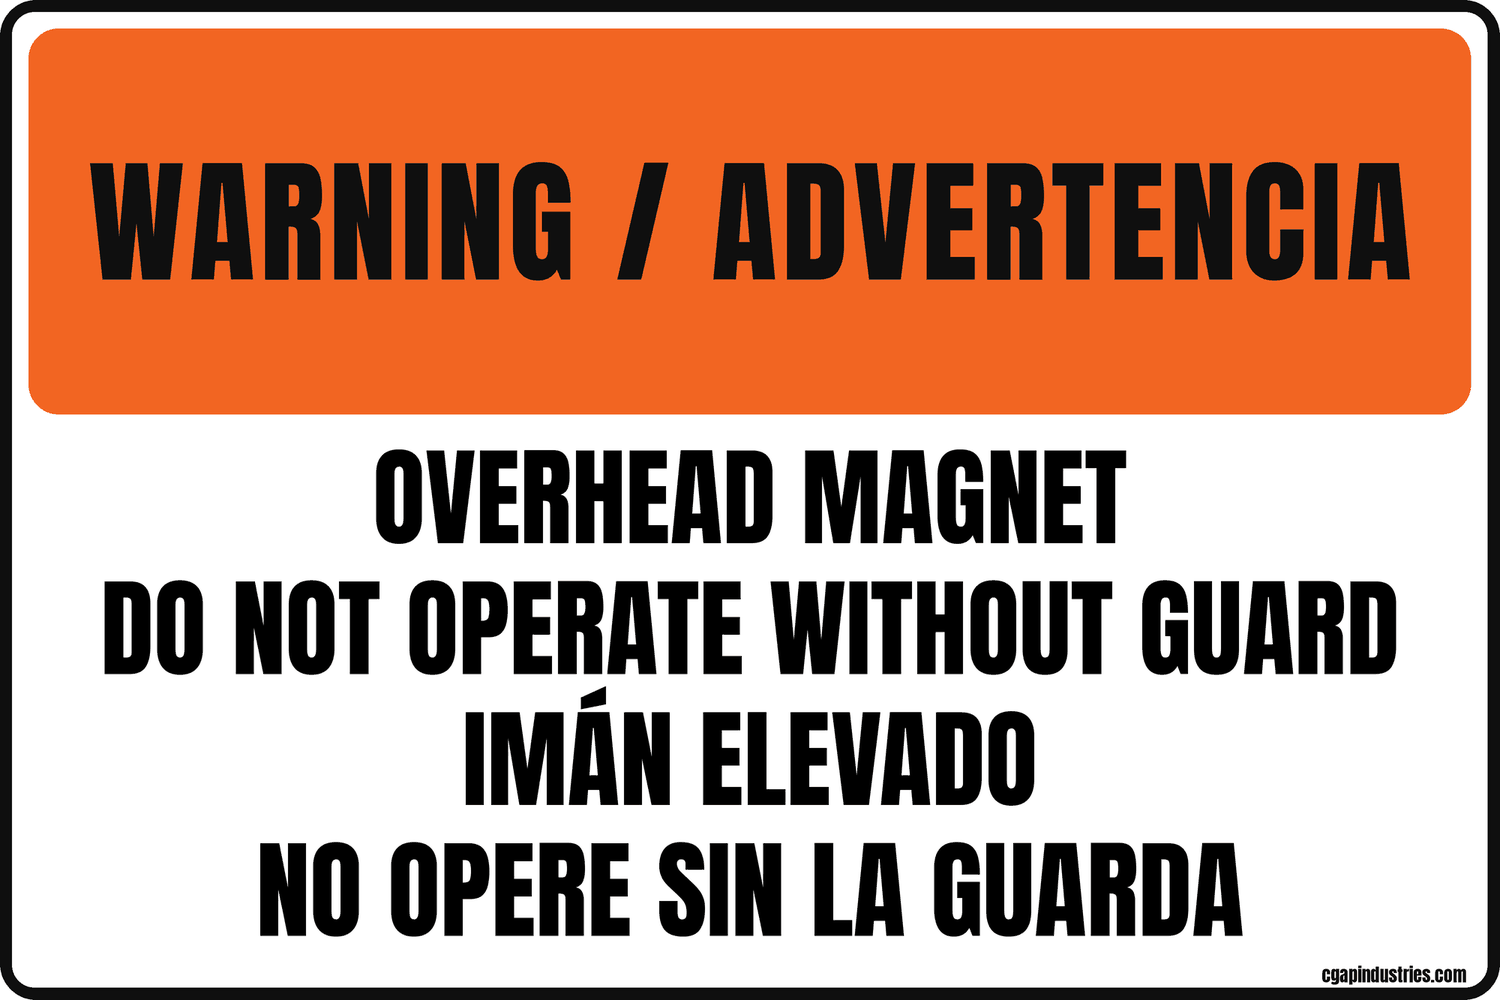 WARNING / ADVERTENCIA
OVERHEAD MAGNET
DO NOT OPERATE WITHOUT GUARD
IMÁN ELEVADO
NO OPERE SIN LA GUARDA
cgapindustries.com